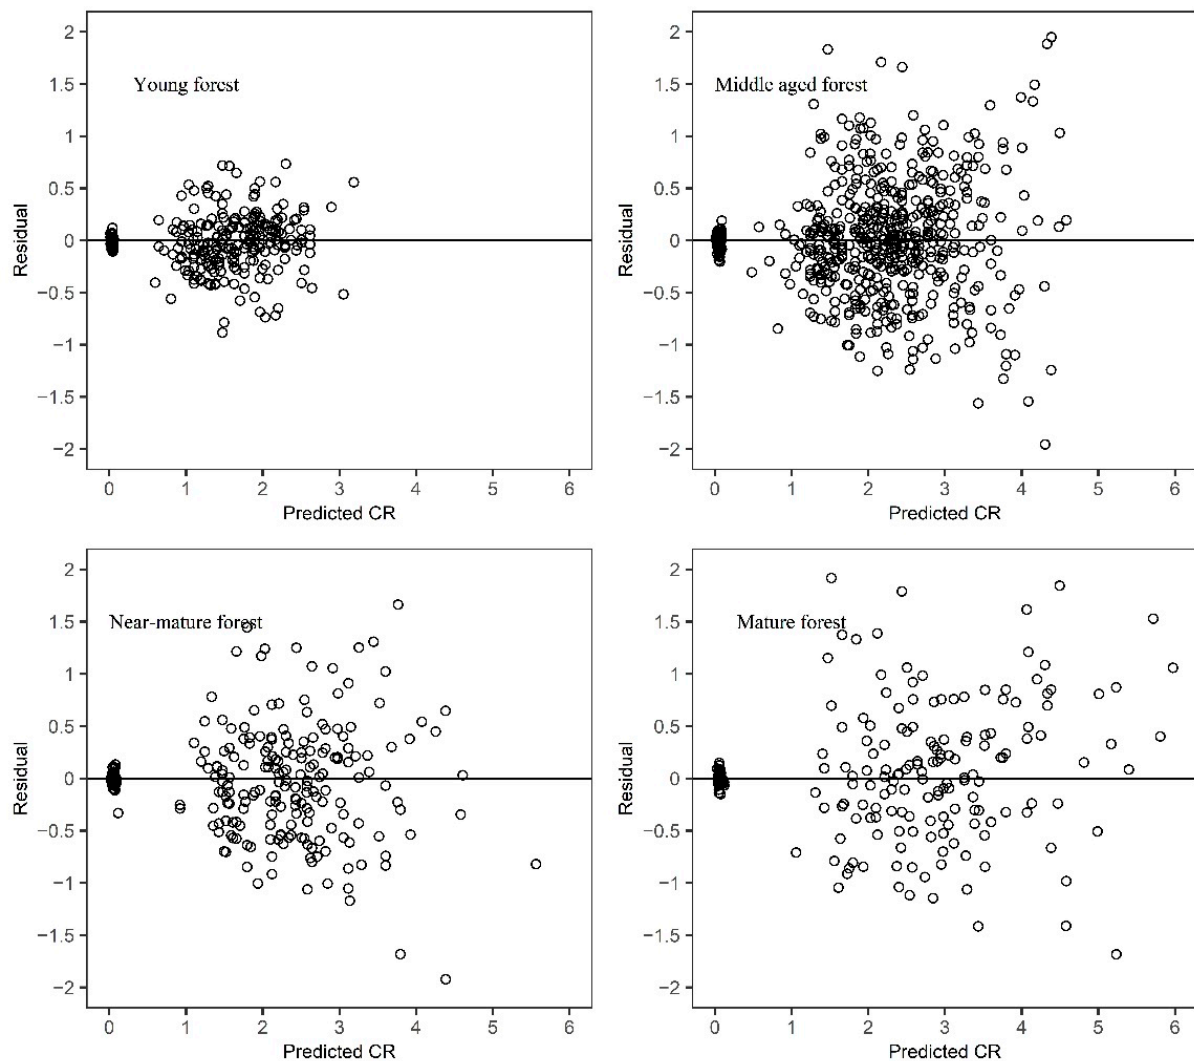 Young forest
2
1.5
1
0.5
0
−0.5
−1
−1.5
−2
Residual
0 1 2 3 4 5 6
Predicted CR
Middle aged forest
2
1.5
1
0.5
0
−0.5
−1
−1.5
−2
Residual
0 1 2 3 4 5 6
Predicted CR
Near-mature forest
2
1.5
1
0.5
0
−0.5
−1
−1.5
−2
Residual
0 1 2 3 4 5 6
Predicted CR
Mature forest
2
1.5
1
0.5
0
−0.5
−1
−1.5
−2
Residual
0 1 2 3 4 5 6
Predicted CR